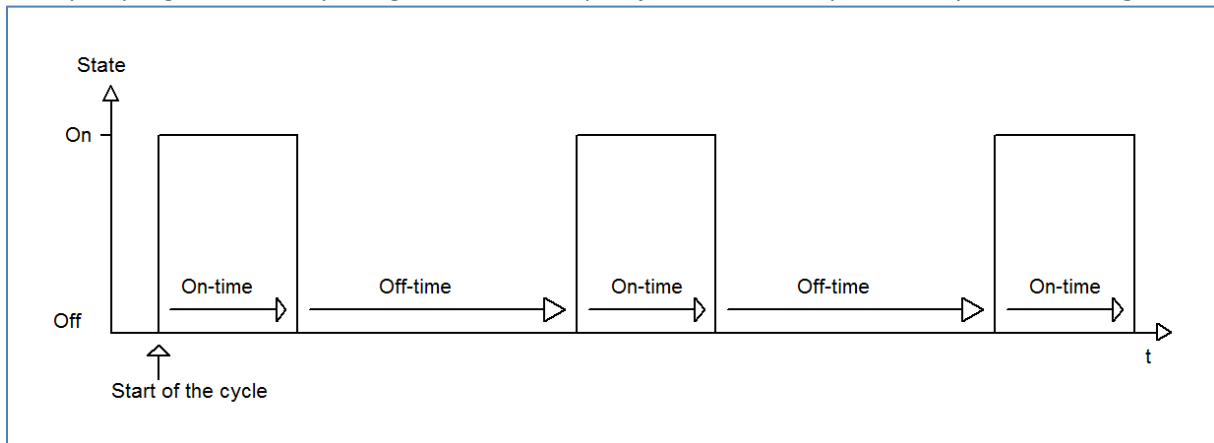 State
On
On-time Off-time On-time Off-time On-time
Off
t
Start of the cycle